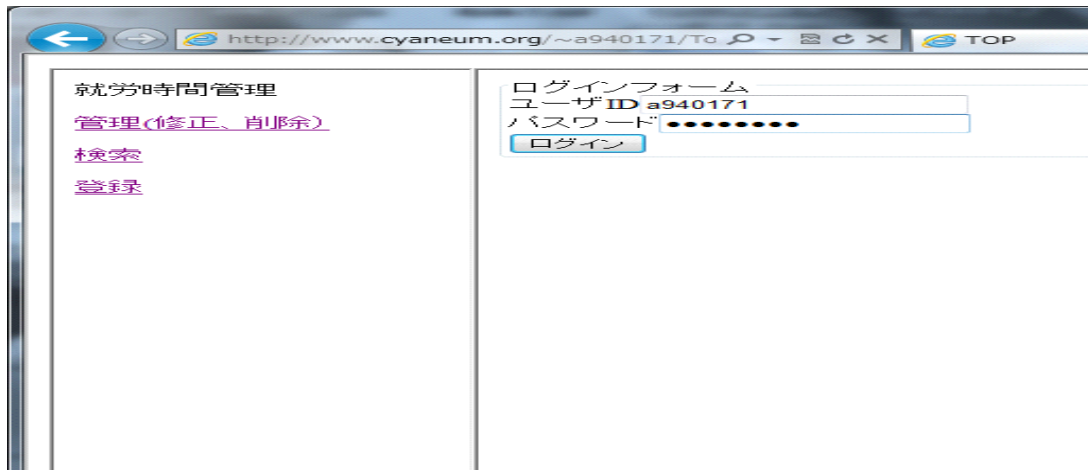 http://www.cyaneum.org/~a940171/To
TOP
就労時間管理
管理(修正、削除)
検索
登録
ログインフォーム
ユーザID a940171
パスワード ●●●●●●●●
ログイン